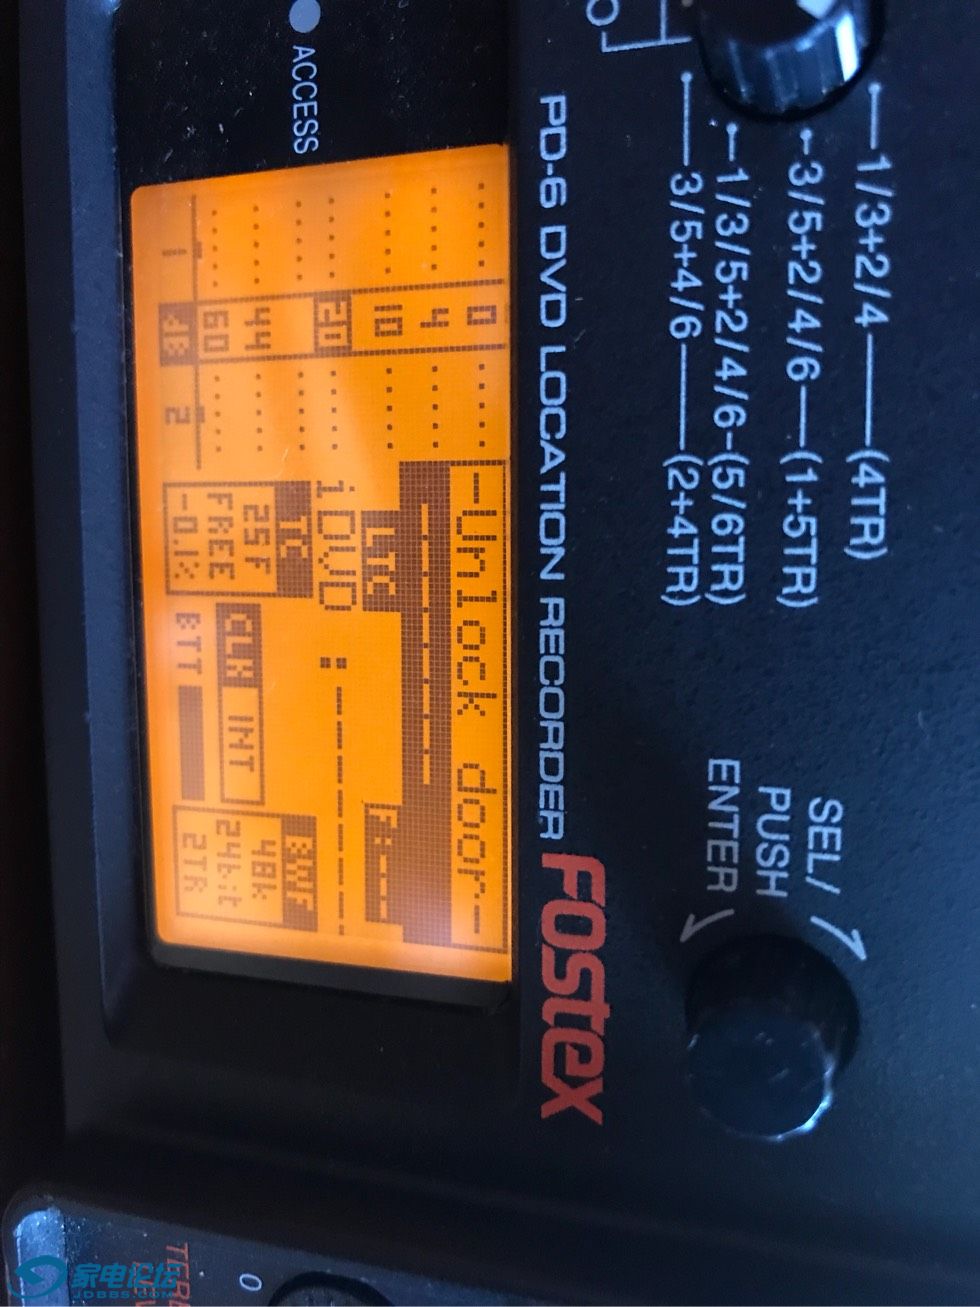 1/3+2/4 (4TR)
3/5+2/4/6 (1+5TR)
1/3/5+2/4/6 (5/6TR)
3/5+4/6 (2+4TR)
SEL/
PUSH
ENTER
PD-6 DVD LOCATION RECORDER FOSTEX
ACCESS
-Unlock door-
LTC
iDVD : --------
0
4
10
20
44
60
1 dB 2
TC
25F
FREE
-0.1%
CLK INT
BTT
BWF
48k
24bit
2TR
0
家电论坛
JDBBS.COM